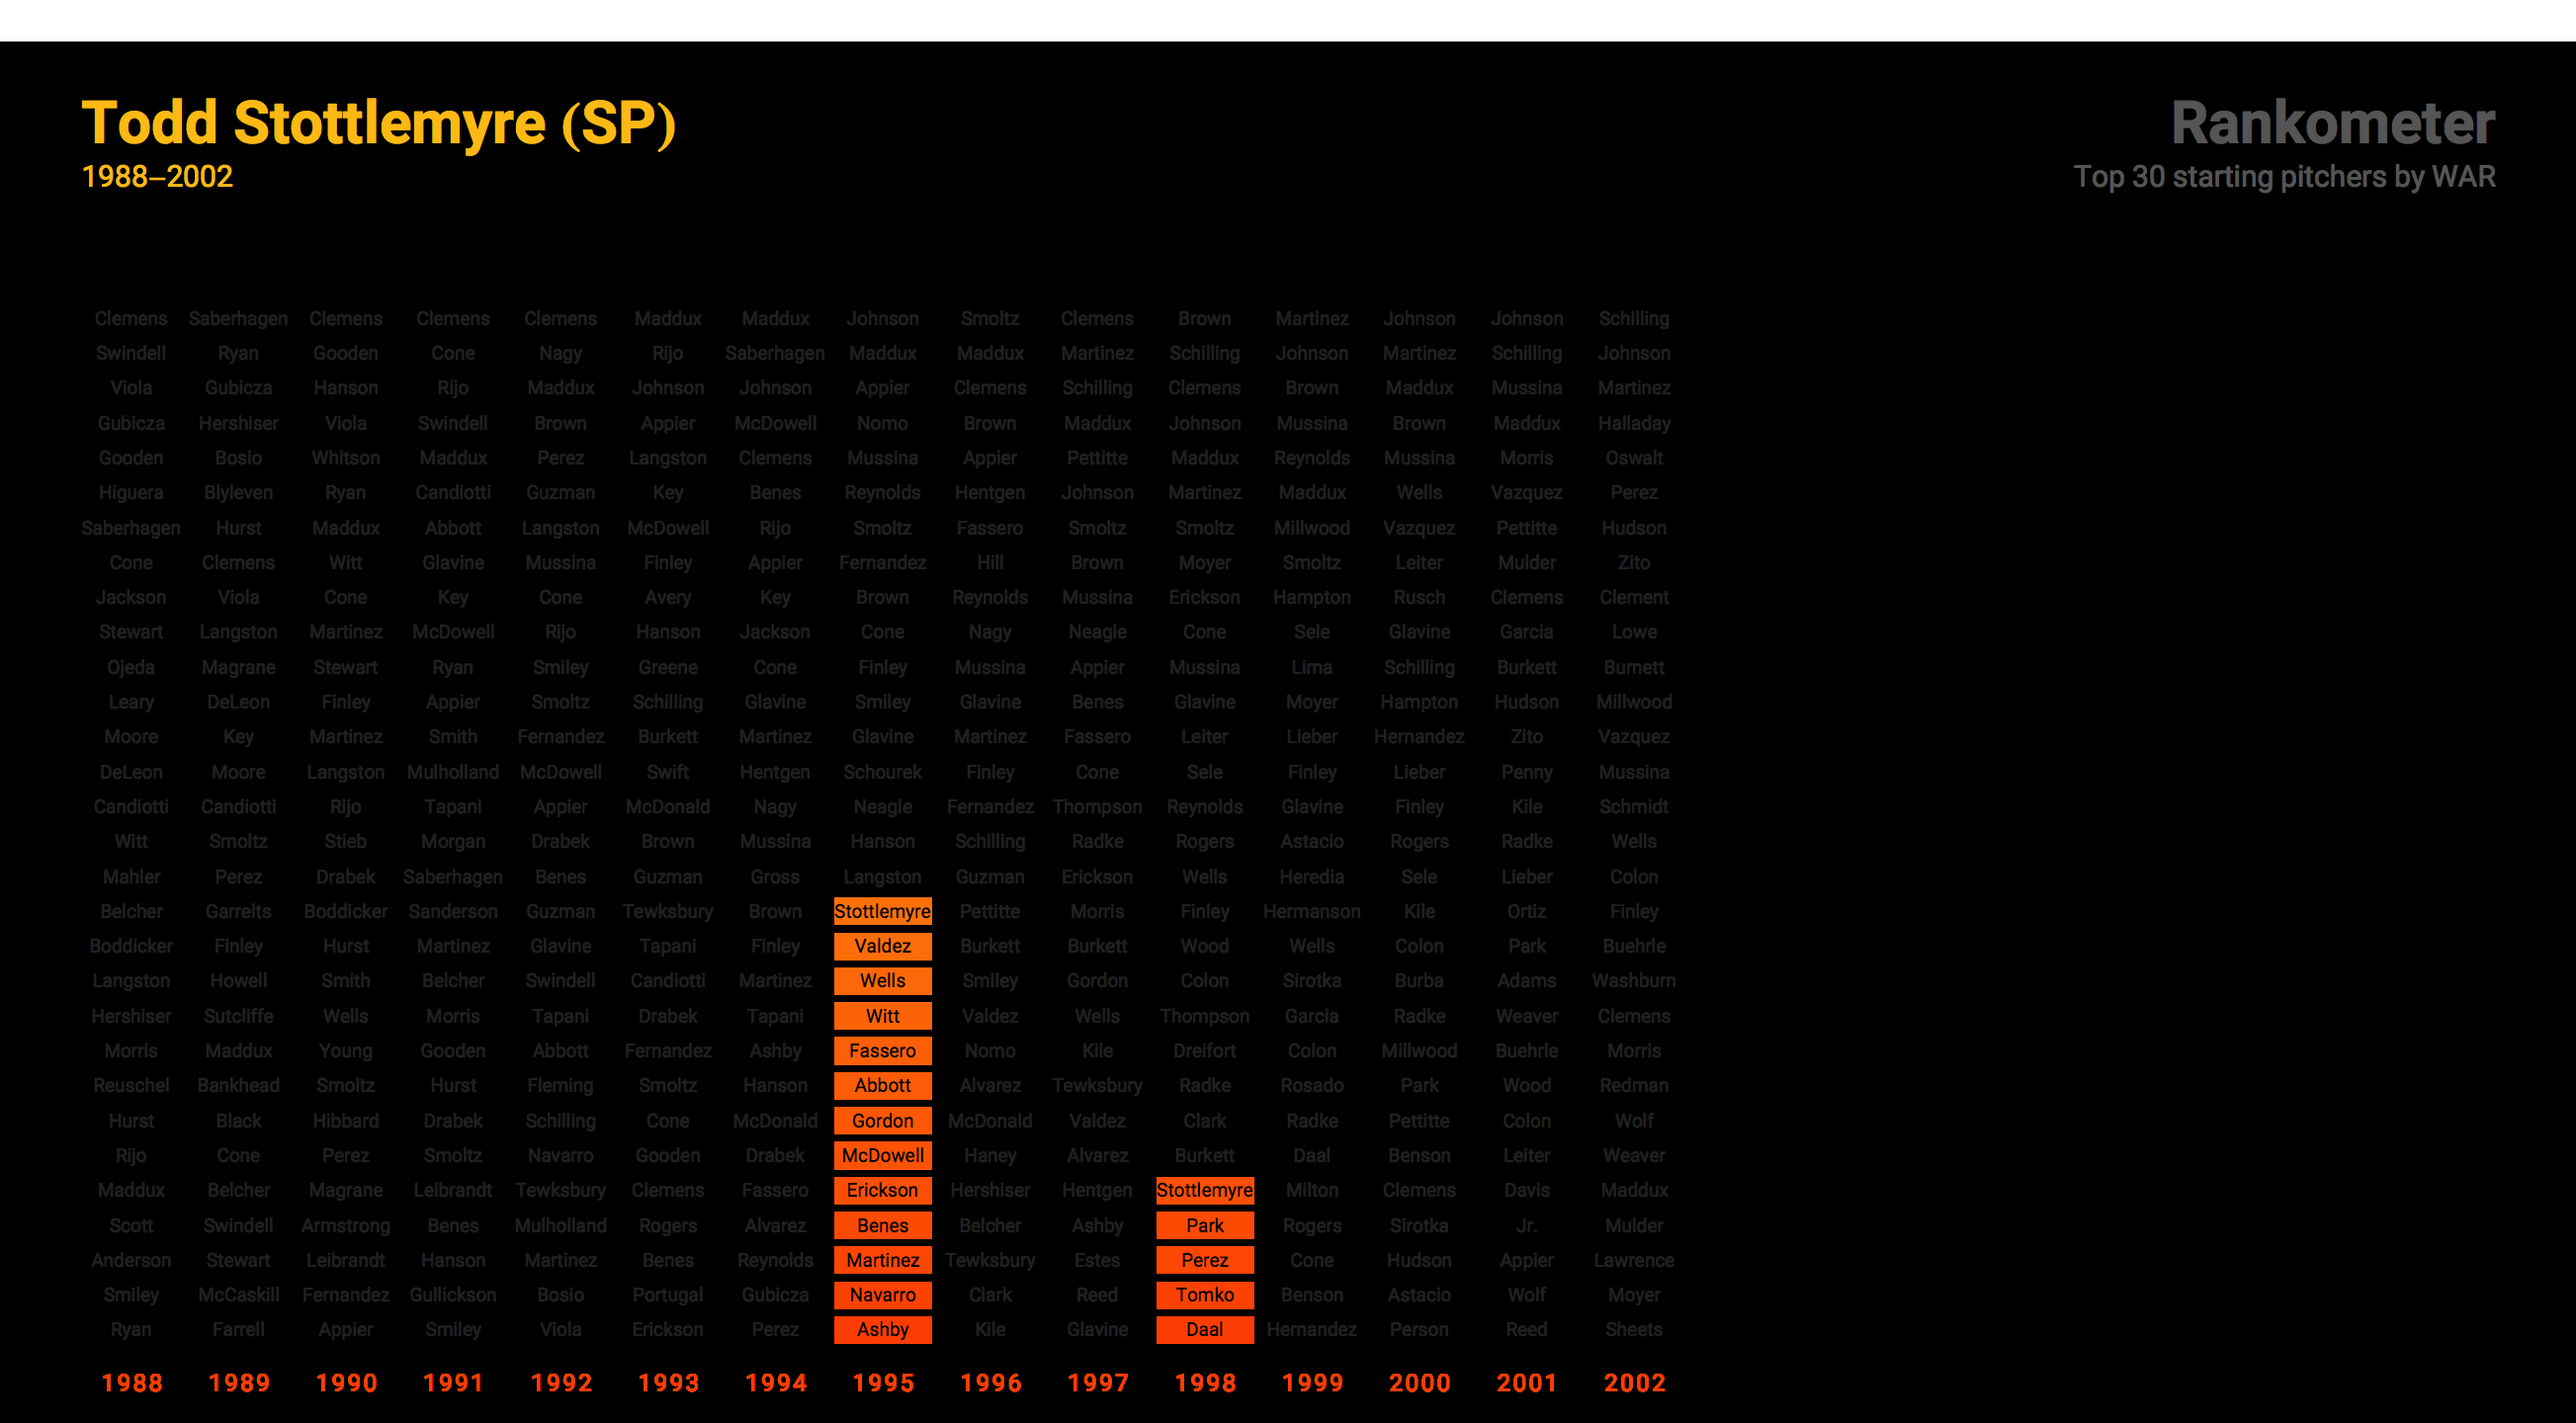 Todd Stottlemyre (SP)
1988–2002
Rankometer
Top 30 starting pitchers by WAR
Clemens Saberhagen Clemens Clemens Clemens Maddux Maddux Johnson Smoltz Clemens Brown Martinez Johnson Johnson Schilling
Swindell Ryan Gooden Cone Nagy Rijo Saberhagen Maddux Maddux Martinez Schilling Johnson Martinez Schilling Johnson
Viola Gubicza Hanson Rijo Maddux Johnson Johnson Appier Clemens Schilling Clemens Brown Maddux Mussina Martinez
Gubicza Hershiser Viola Swindell Brown Appier McDowell Nomo Brown Maddux Johnson Mussina Brown Maddux Halladay
Gooden Bosio Whitson Maddux Perez Langston Clemens Mussina Appier Pettitte Maddux Reynolds Mussina Morris Oswalt
Higuera Blyleven Ryan Candiotti Guzman Key Benes Reynolds Hentgen Johnson Martinez Maddux Wells Vazquez Perez
Saberhagen Hurst Maddux Abbott Langston McDowell Rijo Smoltz Fassero Smoltz Smoltz Millwood Vazquez Pettitte Hudson
Cone Clemens Witt Glavine Mussina Finley Appier Fernandez Hill Brown Moyer Smoltz Leiter Mulder Zito
Jackson Viola Cone Key Cone Avery Key Brown Reynolds Mussina Erickson Hampton Rusch Clemens Clement
Stewart Langston Martinez McDowell Rijo Hanson Jackson Cone Nagy Neagle Cone Sele Glavine Garcia Lowe
Ojeda Magrane Stewart Ryan Smiley Greene Cone Finley Mussina Appier Mussina Lima Schilling Burkett Burnett
Leary DeLeon Finley Appier Smoltz Schilling Glavine Smiley Glavine Benes Glavine Moyer Hampton Hudson Millwood
Moore Key Martinez Smith Fernandez Burkett Martinez Glavine Martinez Fassero Leiter Lieber Hernandez Zito Vazquez
DeLeon Moore Langston Mulholland McDowell Swift Hentgen Schourek Finley Cone Sele Finley Lieber Penny Mussina
Candiotti Candiotti Rijo Tapani Appier McDonald Nagy Neagle Fernandez Thompson Reynolds Glavine Finley Kile Schmidt
Witt Smoltz Stieb Morgan Drabek Brown Mussina Hanson Schilling Radke Rogers Astacio Rogers Radke Wells
Mahler Perez Drabek Saberhagen Benes Guzman Gross Langston Guzman Erickson Wells Heredia Sele Lieber Colon
Belcher Garrelts Boddicker Sanderson Guzman Tewksbury Brown Stottlemyre Pettitte Morris Finley Hermanson Kile Ortiz Finley
Boddicker Finley Hurst Martinez Glavine Tapani Finley Valdez Burkett Burkett Wood Wells Colon Park Buehrle
Langston Howell Smith Belcher Swindell Candiotti Martinez Wells Smiley Gordon Colon Sirotka Burba Adams Washburn
Hershiser Sutcliffe Wells Morris Tapani Drabek Tapani Witt Valdez Wells Thompson Garcia Radke Weaver Clemens
Morris Maddux Young Gooden Abbott Fernandez Ashby Fassero Nomo Kile Dreifort Colon Millwood Buehrle Morris
Reuschel Bankhead Smoltz Hurst Fleming Smoltz Hanson Abbott Alvarez Tewksbury Radke Rosado Park Wood Redman
Hurst Black Hibbard Drabek Schilling Cone McDonald Gordon McDonald Valdez Clark Radke Pettitte Colon Wolf
Rijo Cone Perez Smoltz Navarro Gooden Drabek McDowell Haney Alvarez Burkett Daal Benson Leiter Weaver
Maddux Belcher Magrane Leibrandt Tewksbury Clemens Fassero Erickson Hershiser Hentgen Stottlemyre Milton Clemens Davis Maddux
Scott Swindell Armstrong Benes Mulholland Rogers Alvarez Benes Belcher Ashby Park Rogers Sirotka Jr. Mulder
Anderson Stewart Leibrandt Hanson Martinez Benes Reynolds Martinez Tewksbury Estes Perez Cone Hudson Appier Lawrence
Smiley McCaskill Fernandez Gullickson Bosio Portugal Gubicza Navarro Clark Reed Tomko Benson Astacio Wolf Moyer
Ryan Farrell Appier Smiley Viola Erickson Perez Ashby Kile Glavine Daal Hernandez Person Reed Sheets
1988 1989 1990 1991 1992 1993 1994 1995 1996 1997 1998 1999 2000 2001 2002